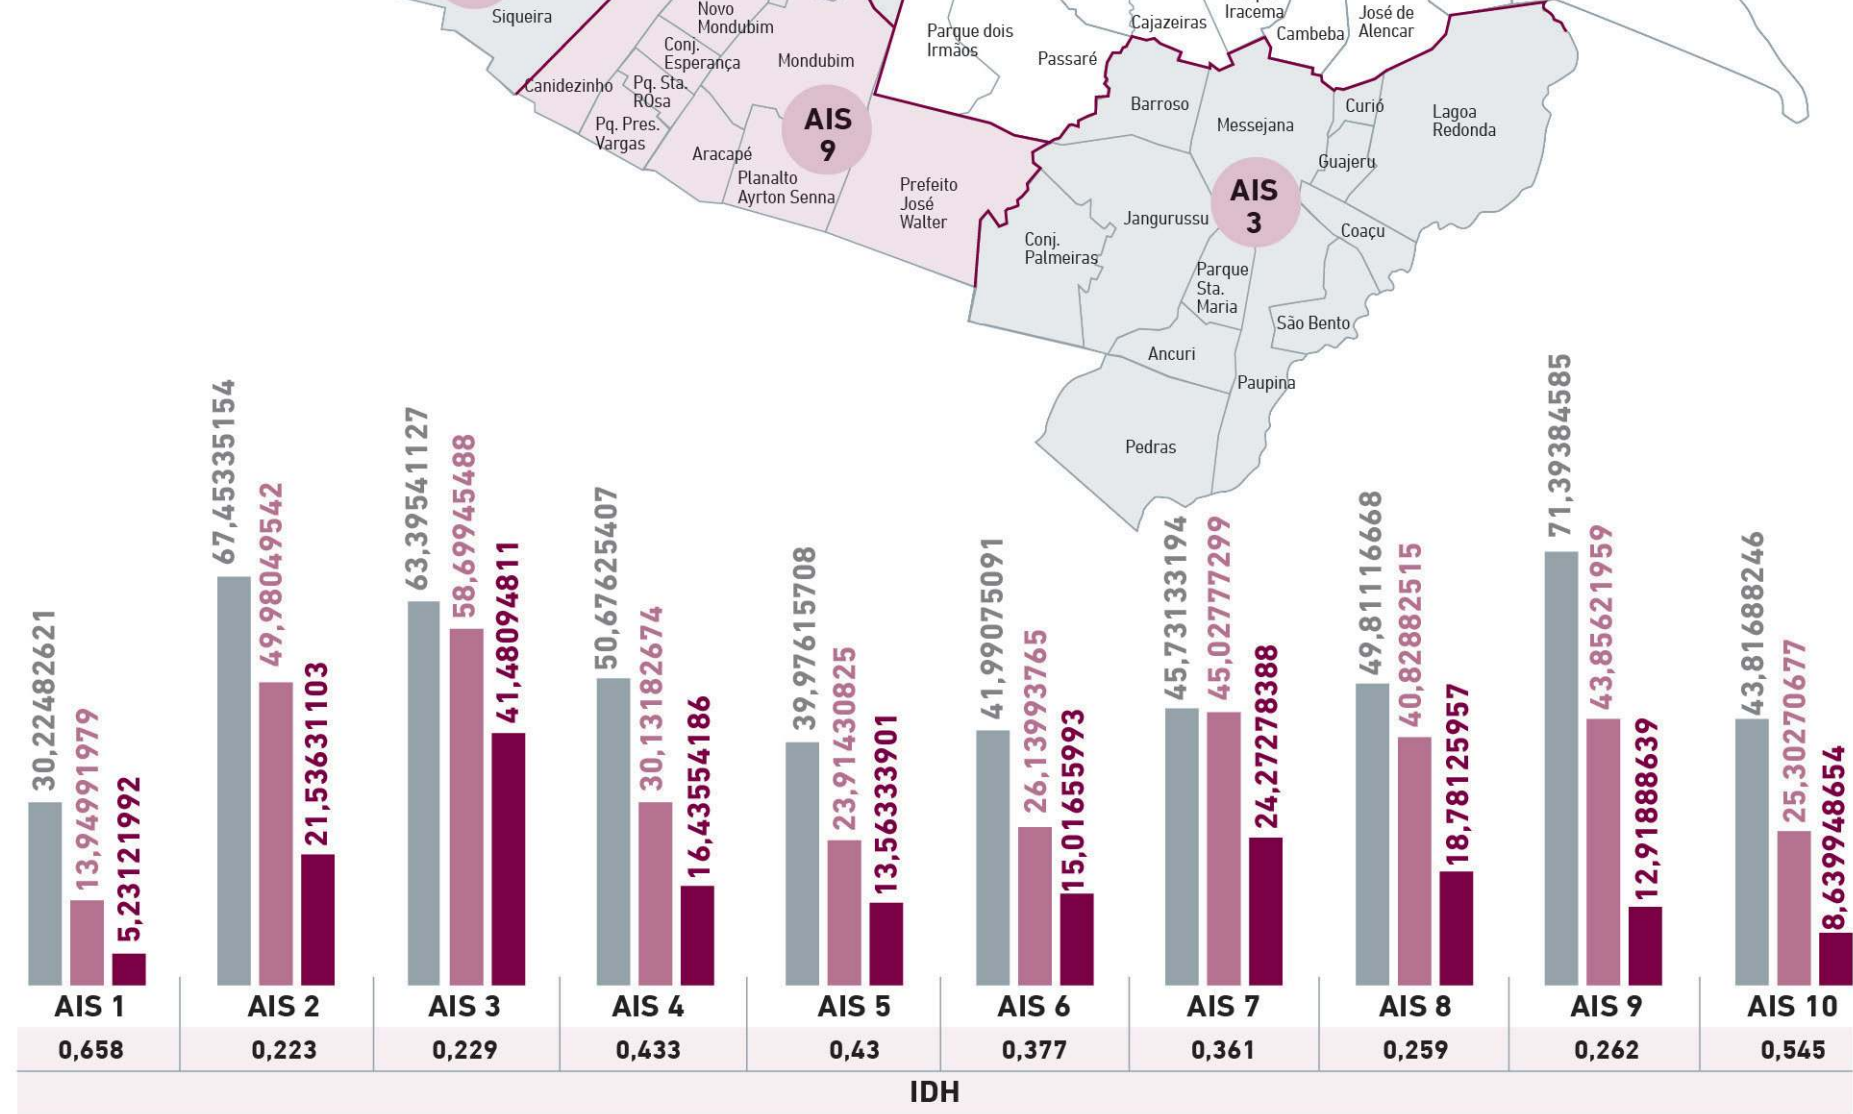 Siqueira
Novo
Mondubim
Conj.
Esperança
Mondubim
Canidezinho
Pq. Sta.
ROsa
Pq. Pres.
Vargas
Aracapé
Planalto
Ayrton Senna
AIS
9
Prefeito
José
Walter
Parque dois
Irmãos
Passaré
Cajazeiras
Iracema
Cambeba
José de
Alencar
Barroso
Messejana
Curió
Lagoa
Redonda
Guajeru
AIS
3
Jangurussu
Coaçu
Conj.
Palmeiras
Parque
Sta.
Maria
São Bento
Ancuri
Paupina
Pedras
30,22482621
13,94991979
5,231121992
67,45335154
49,98049542
21,53631103
63,39541127
58,69945488
41,48094811
50,67625407
30,13182674
16,43554186
39,97615708
23,91430825
13,56333901
41,99075091
26,13993765
15,01655993
45,73133194
45,02777299
24,27278388
49,81116668
40,82882515
18,78125957
71,39384585
43,85621959
12,91888639
43,81688246
25,30270677
8,639948654
AIS 1
AIS 2
AIS 3
AIS 4
AIS 5
AIS 6
AIS 7
AIS 8
AIS 9
AIS 10
0,658
0,223
0,229
0,433
0,43
0,377
0,361
0,259
0,262
0,545
IDH